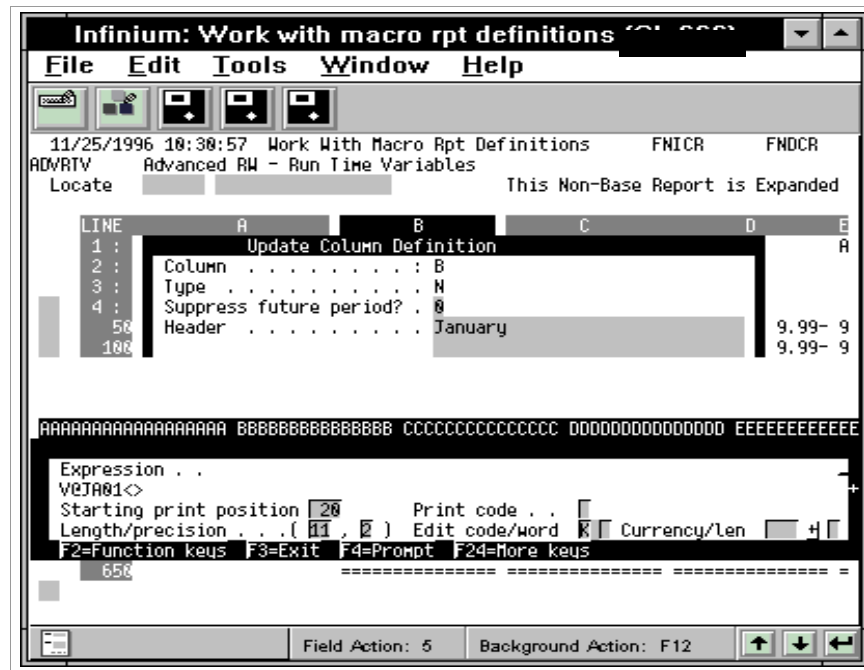 Infinium: Work with macro rpt definitions
File Edit Tools Window Help
11/25/1996 10:30:57 Work With Macro Rpt Definitions FNICR FNDCR
ADVRTV Advanced RW - Run Time Variables
Locate This Non-Base Report is Expanded
LINE A B C D E
1 : Update Column Definition A
2 : Column . . . . . . . . . : B
3 : Type . . . . . . . . . . N
4 : Suppress future period? . 0
50 Header . . . . . . . . . January 9.99- 9
100 9.99- 9
AAAAAAAAAAAAAAAAAA BBBBBBBBBBBBBBB CCCCCCCCCCCCCCC DDDDDDDDDDDDDDD EEEEEEEEEEEE
Expression . . -
V@JA01<> +
Starting print position 20 Print code . .
Length/precision . . .( 11 , 2 ) Edit code/word K Currency/len +
F2=Function keys F3=Exit F4=Prompt F24=More keys
650 =============== =============== =============== =
Field Action: 5 Background Action: F12